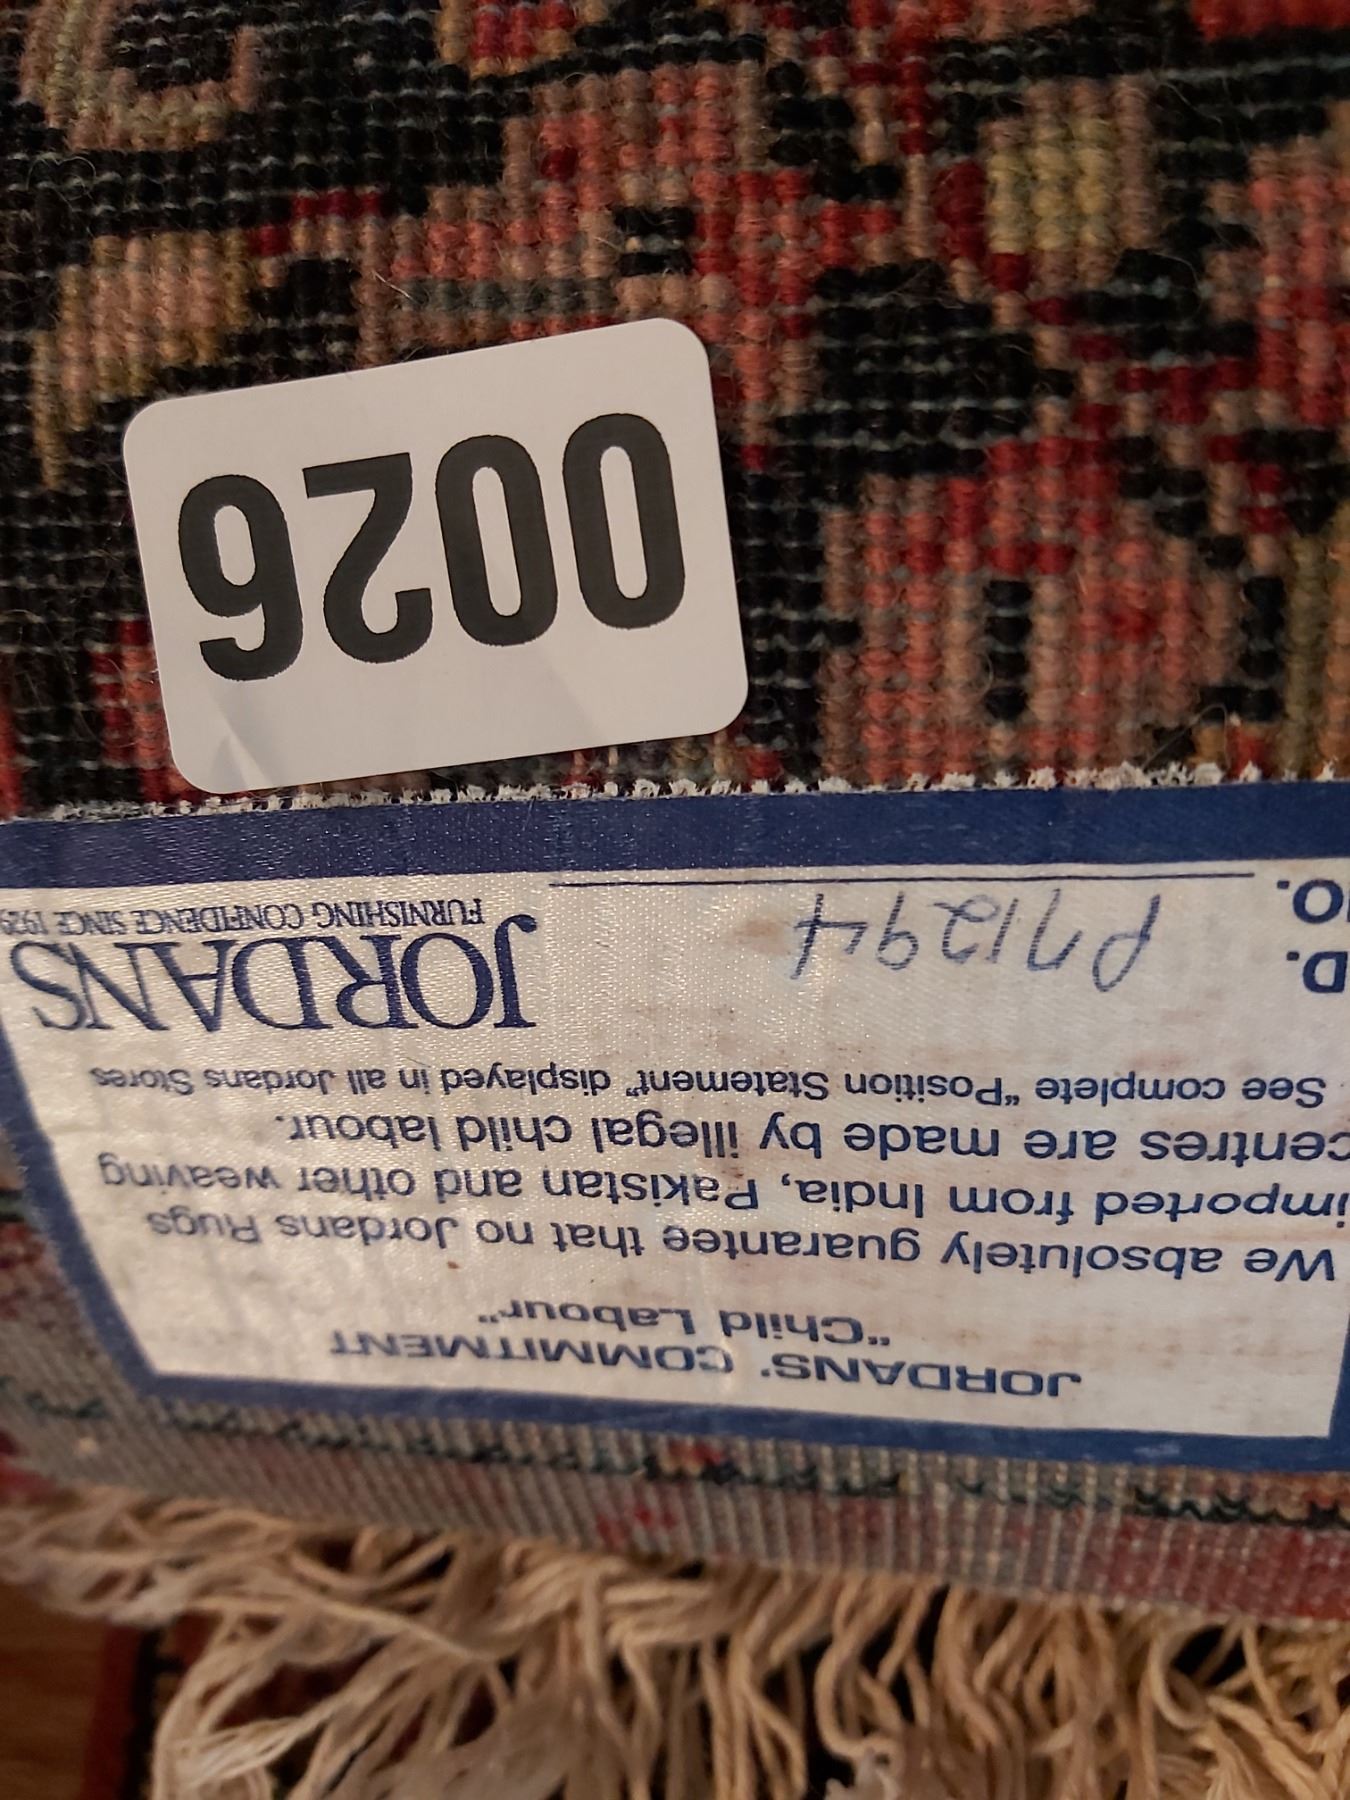 JORDANS' COMMITMENT
"Child Labour"
We absolutely guarantee that no Jordans Rugs
imported from India, Pakistan and other weaving
centres are made by illegal child labour.
See complete "Position Statement" displayed in all Jordans Stores
D.
O.
P71294
JORDANS
FURNISHING CONFIDENCE SINCE 1929
0026